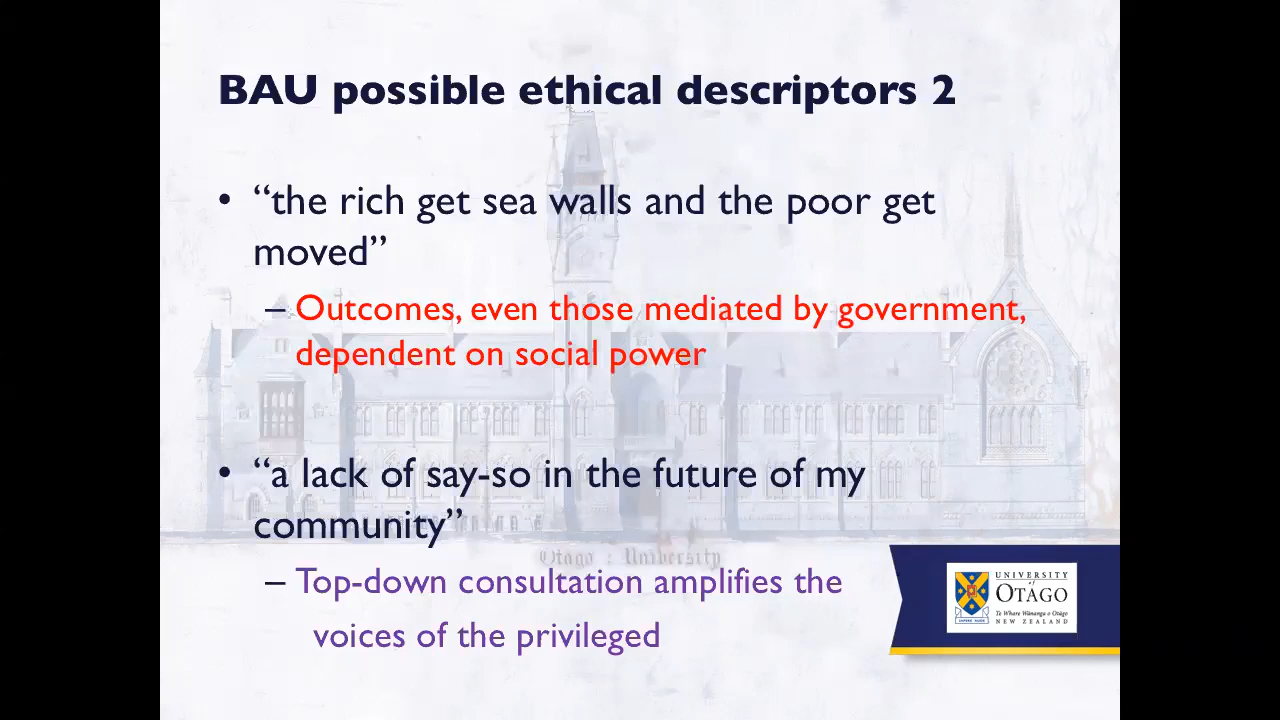 BAU possible ethical descriptors 2
• “the rich get sea walls and the poor get
moved”
– Outcomes, even those mediated by government,
dependent on social power
• “a lack of say-so in the future of my
community”
– Top-down consultation amplifies the
voices of the privileged
Otago : University
UNIVERSITY
of
OTAGO
Te Whare Wānanga o Otāgo
NEW ZEALAND